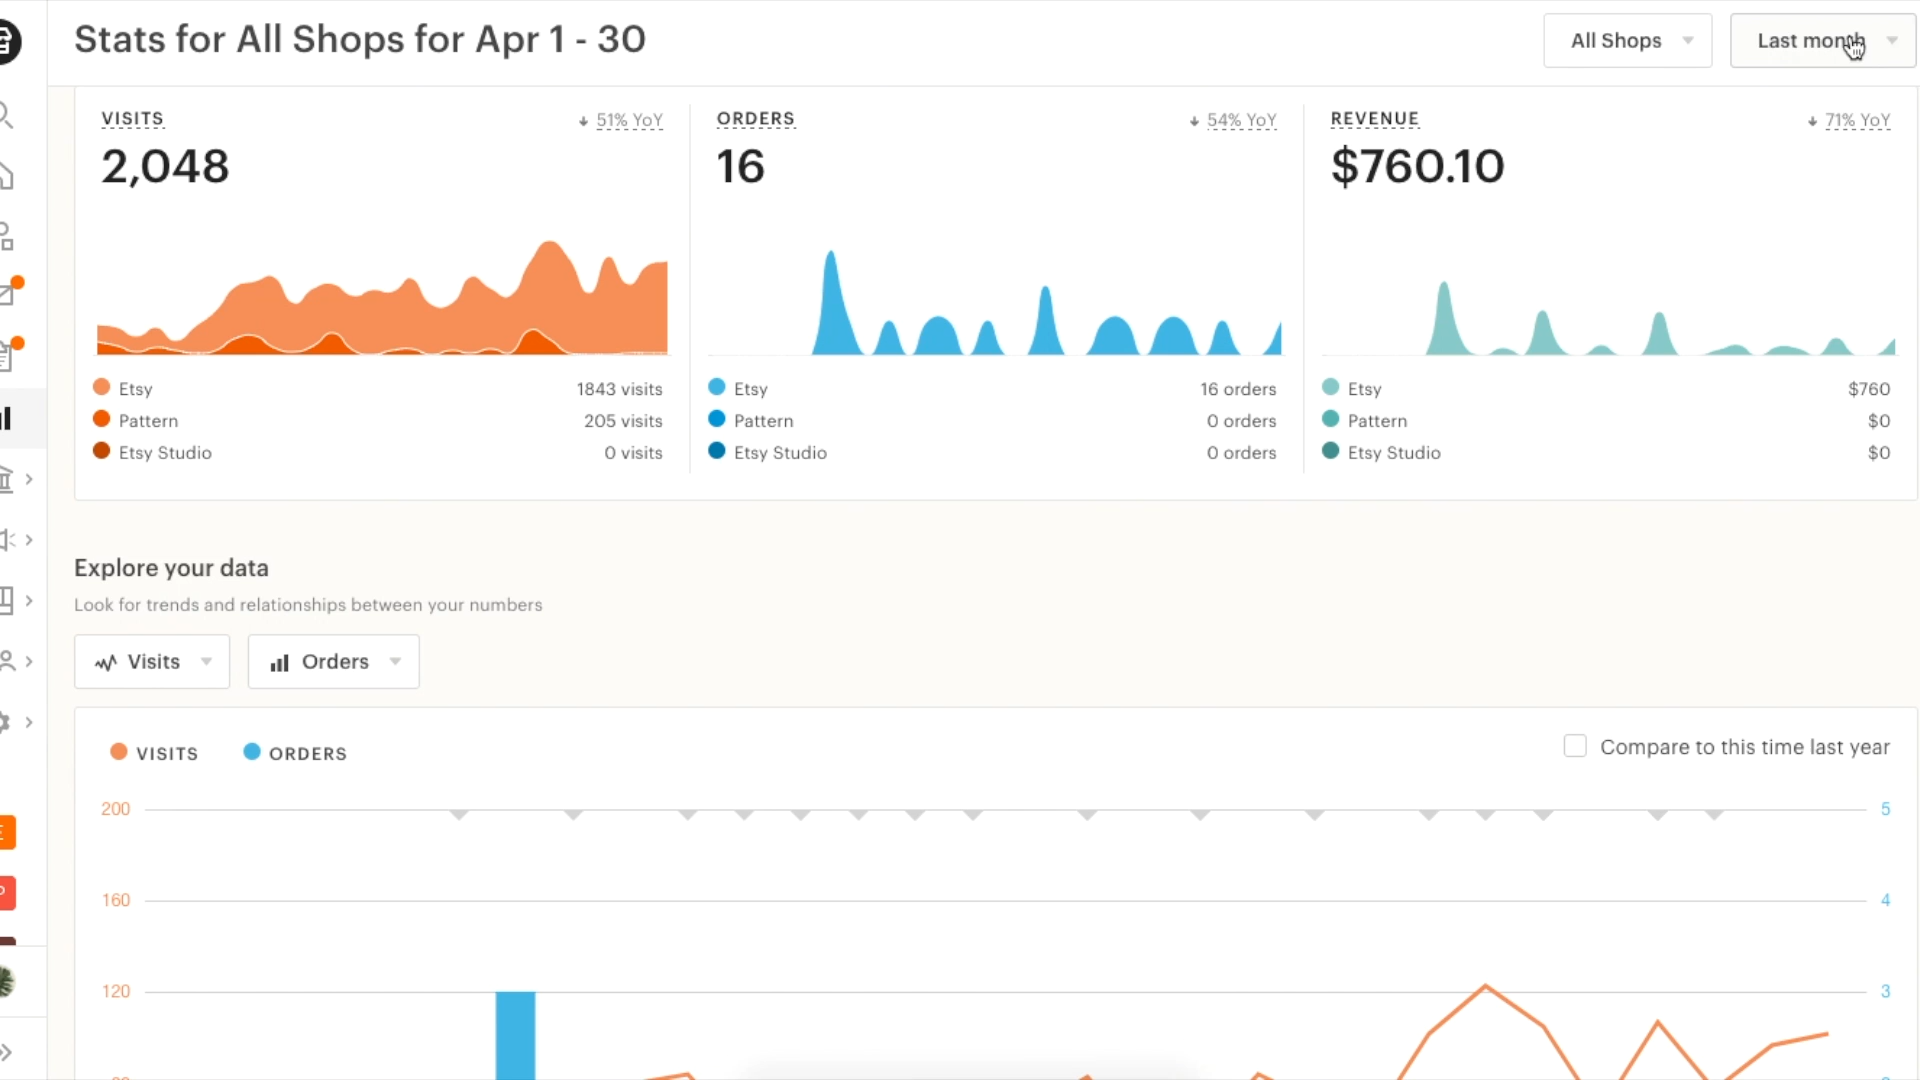 Stats for All Shops for Apr 1 - 30
All Shops
Last month
VISITS
51% YoY
2,048
Etsy 1843 visits
Pattern 205 visits
Etsy Studio 0 visits
ORDERS
54% YoY
16
Etsy 16 orders
Pattern 0 orders
Etsy Studio 0 orders
REVENUE
71% YoY
$760.10
Etsy $760
Pattern $0
Etsy Studio $0
Explore your data
Look for trends and relationships between your numbers
Visits
Orders
VISITS
ORDERS
Compare to this time last year
200 5
160 4
120 3